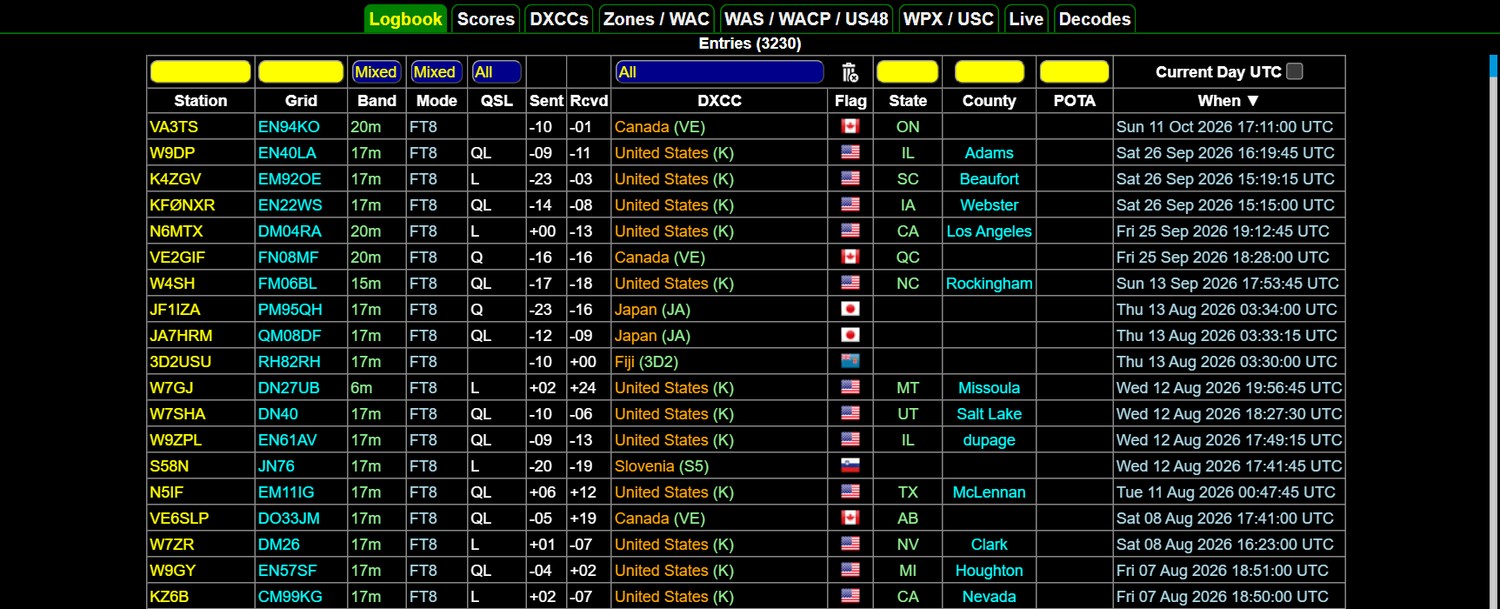 Logbook Scores DXCCs Zones / WAC WAS / WACP / US48 WPX / USC Live Decodes
Entries (3230)
Mixed Mixed All All Current Day UTC
Station Grid Band Mode QSL Sent Rcvd DXCC Flag State County POTA When ▼
VA3TS EN94KO 20m FT8 -10 -01 Canada (VE) ON Sun 11 Oct 2026 17:11:00 UTC
W9DP EN40LA 17m FT8 QL -09 -11 United States (K) IL Adams Sat 26 Sep 2026 16:19:45 UTC
K4ZGV EM92OE 17m FT8 L -23 -03 United States (K) SC Beaufort Sat 26 Sep 2026 15:19:15 UTC
KFØNXR EN22WS 17m FT8 QL -14 -08 United States (K) IA Webster Sat 26 Sep 2026 15:15:00 UTC
N6MTX DM04RA 20m FT8 L +00 -13 United States (K) CA Los Angeles Fri 25 Sep 2026 19:12:45 UTC
VE2GIF FN08MF 20m FT8 Q -16 -16 Canada (VE) QC Fri 25 Sep 2026 18:28:00 UTC
W4SH FM06BL 15m FT8 QL -17 -18 United States (K) NC Rockingham Sun 13 Sep 2026 17:53:45 UTC
JF1IZA PM95QH 17m FT8 Q -23 -16 Japan (JA) Thu 13 Aug 2026 03:34:00 UTC
JA7HRM QM08DF 17m FT8 QL -12 -09 Japan (JA) Thu 13 Aug 2026 03:33:15 UTC
3D2USU RH82RH 17m FT8 -10 +00 Fiji (3D2) Thu 13 Aug 2026 03:30:00 UTC
W7GJ DN27UB 6m FT8 L +02 +24 United States (K) MT Missoula Wed 12 Aug 2026 19:56:45 UTC
W7SHA DN40 17m FT8 QL -10 -06 United States (K) UT Salt Lake Wed 12 Aug 2026 18:27:30 UTC
W9ZPL EN61AV 17m FT8 QL -09 -13 United States (K) IL dupage Wed 12 Aug 2026 17:49:15 UTC
S58N JN76 17m FT8 L -20 -19 Slovenia (S5) Wed 12 Aug 2026 17:41:45 UTC
N5IF EM11IG 17m FT8 QL +06 +12 United States (K) TX McLennan Tue 11 Aug 2026 00:47:45 UTC
VE6SLP DO33JM 17m FT8 QL -05 +19 Canada (VE) AB Sat 08 Aug 2026 17:41:00 UTC
W7ZR DM26 17m FT8 L +01 -07 United States (K) NV Clark Sat 08 Aug 2026 16:23:00 UTC
W9GY EN57SF 17m FT8 QL -04 +02 United States (K) MI Houghton Fri 07 Aug 2026 18:51:00 UTC
KZ6B CM99KG 17m FT8 L +02 -07 United States (K) CA Nevada Fri 07 Aug 2026 18:50:00 UTC